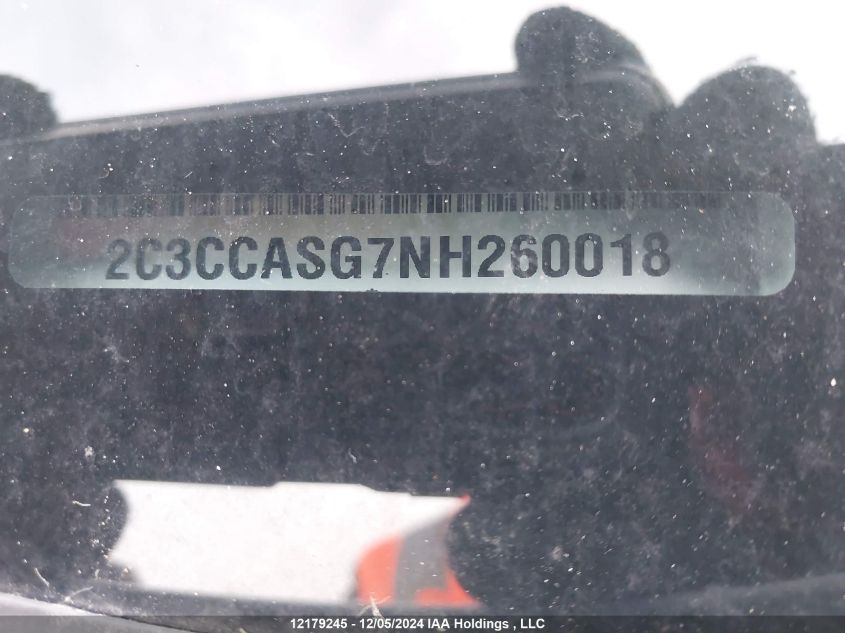 2C3CCASG7NH260018
12179245 - 12/05/2024 IAA Holdings , LLC